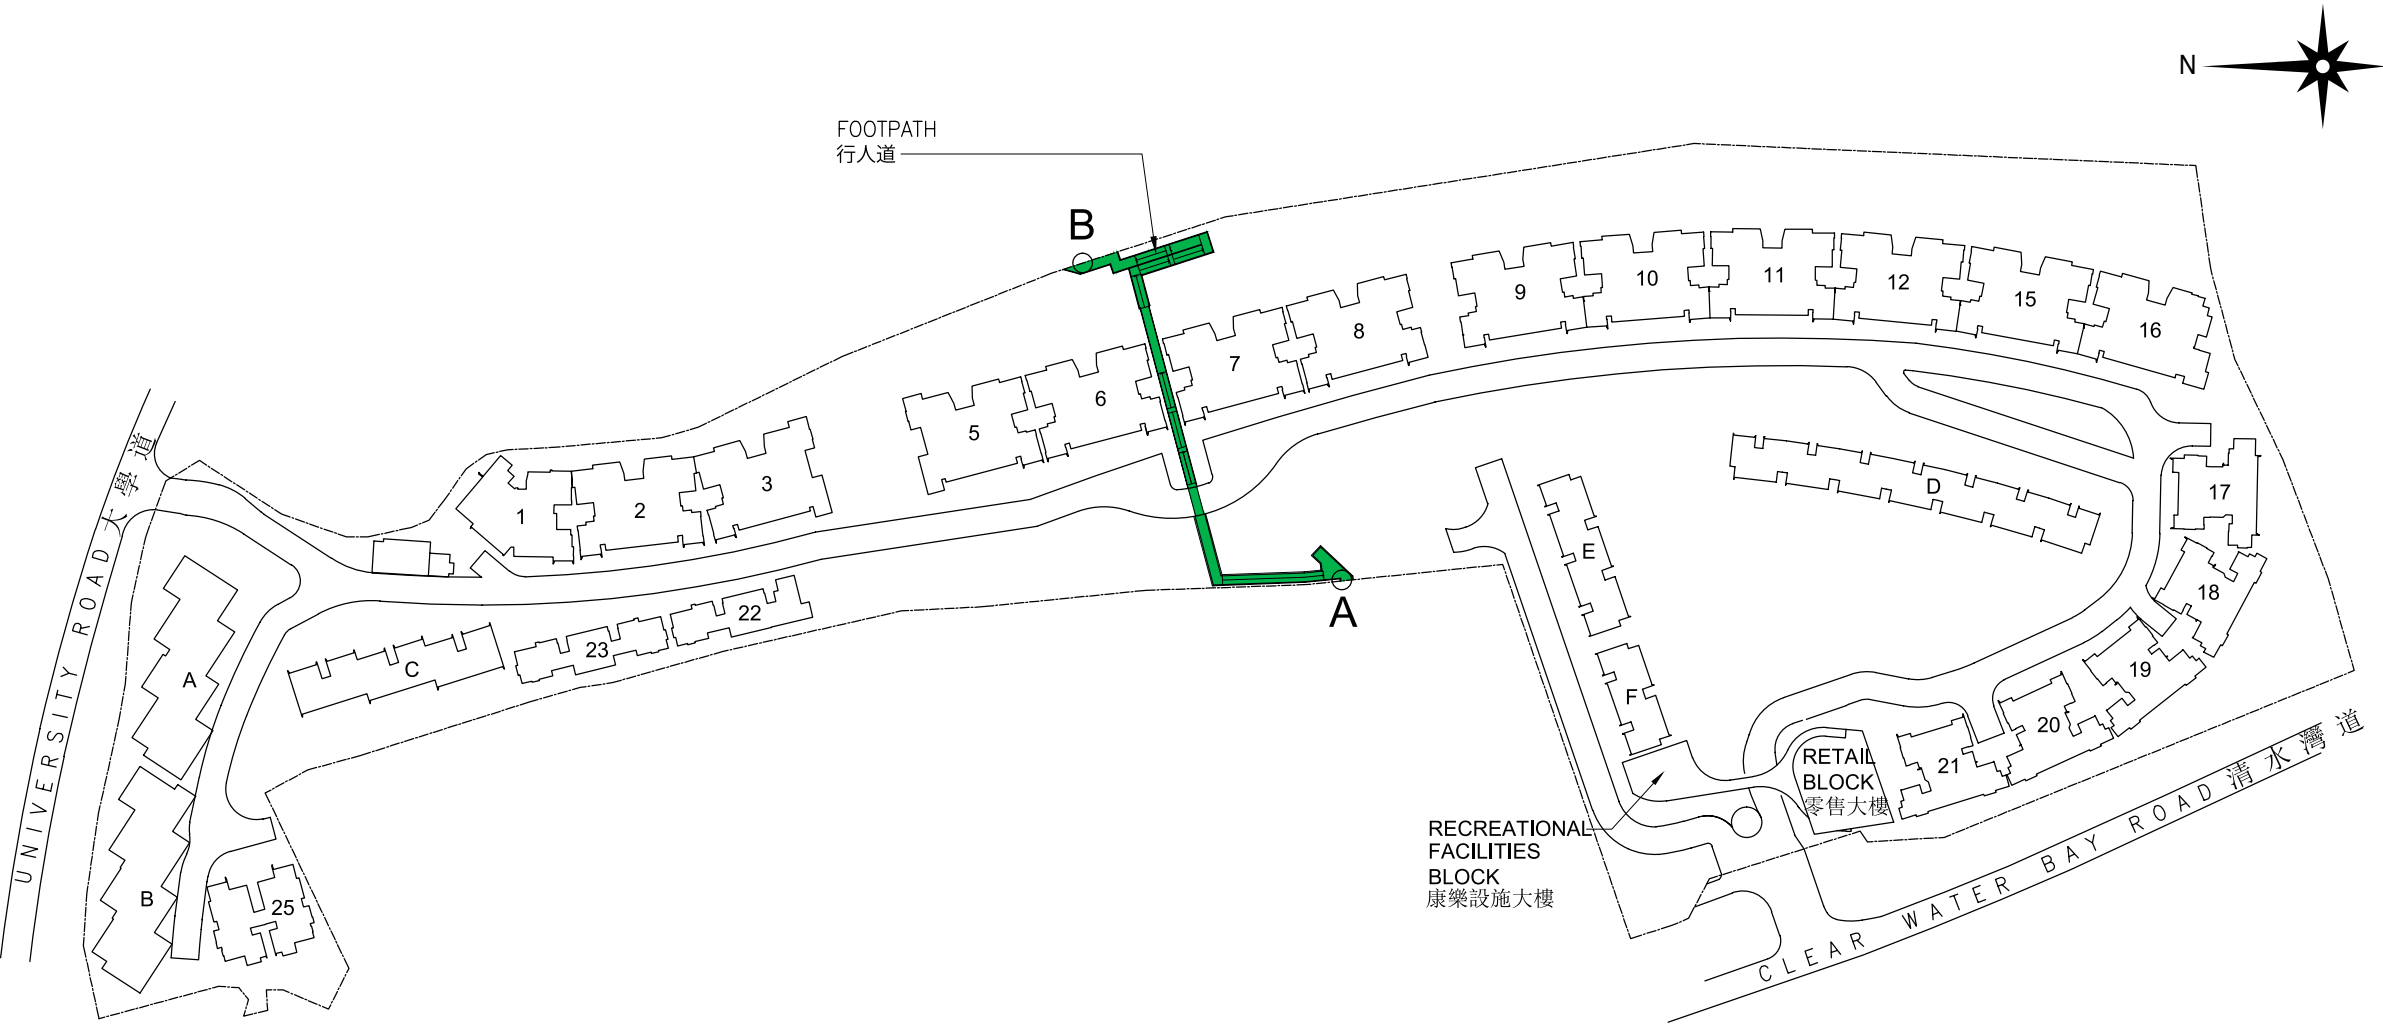 N
FOOTPATH
行人道
B
9
10
11
12
15
16
8
7
6
5
3
2
1
17
18
19
20
21
D
E
F
A
22
23
C
A
B
25
UNIVERSITY ROAD 大學道
RETAIL
BLOCK
零售大樓
RECREATIONAL
FACILITIES
BLOCK
康樂設施大樓
CLEAR WATER BAY ROAD 清水灣道